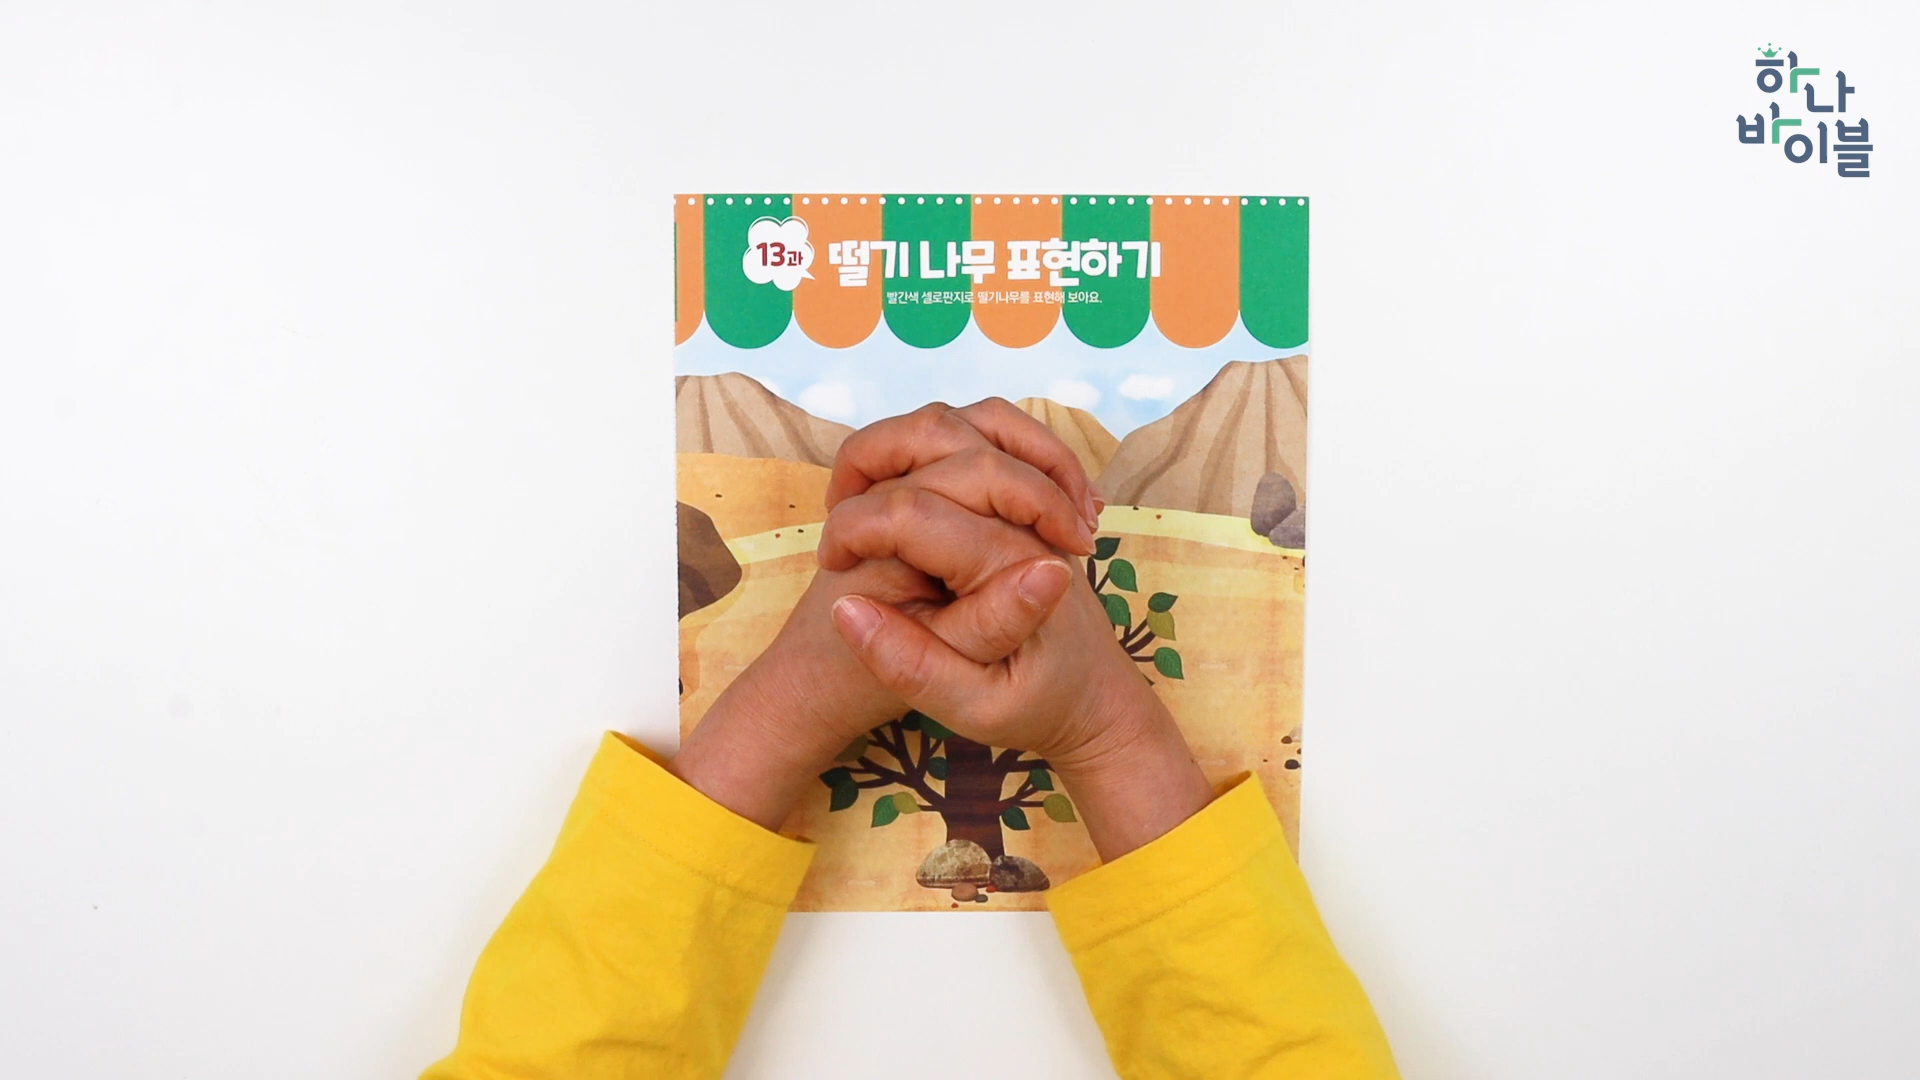 하나
바이블
13과
떨기 나무 표현하기
빨간색 셀로판지로 떨기나무를 표현해 보아요.